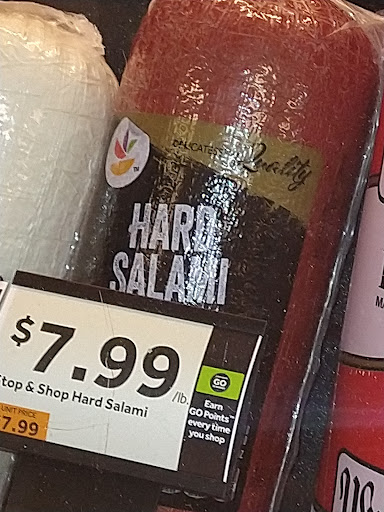 DELICATESSEN
Quality
HARD
SALAMI
$7.99 /lb.
Stop & Shop Hard Salami
UNIT PRICE
7.99
GO
Earn
GO Points™
every time
you shop